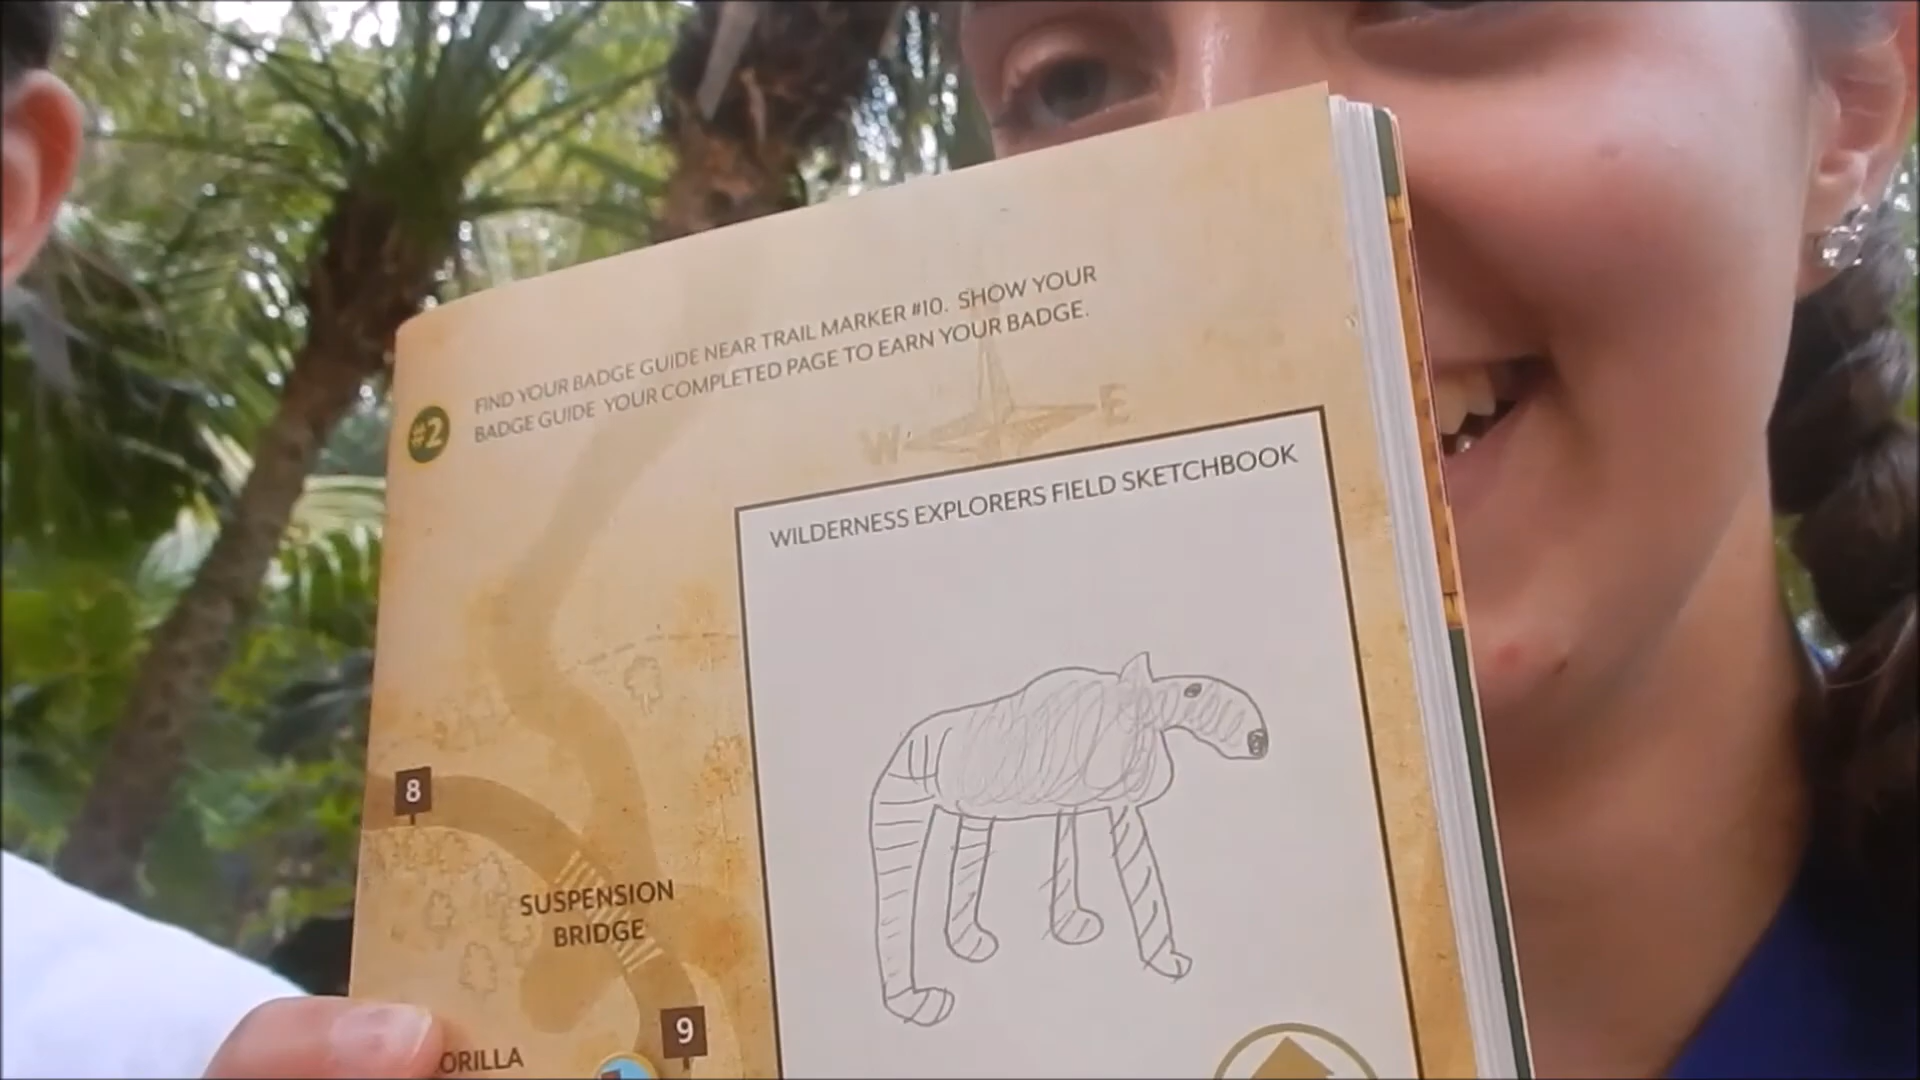 #2
FIND YOUR BADGE GUIDE NEAR TRAIL MARKER #10. SHOW YOUR
BADGE GUIDE YOUR COMPLETED PAGE TO EARN YOUR BADGE.
W E
WILDERNESS EXPLORERS FIELD SKETCHBOOK
8
SUSPENSION
BRIDGE
9
ORILLA